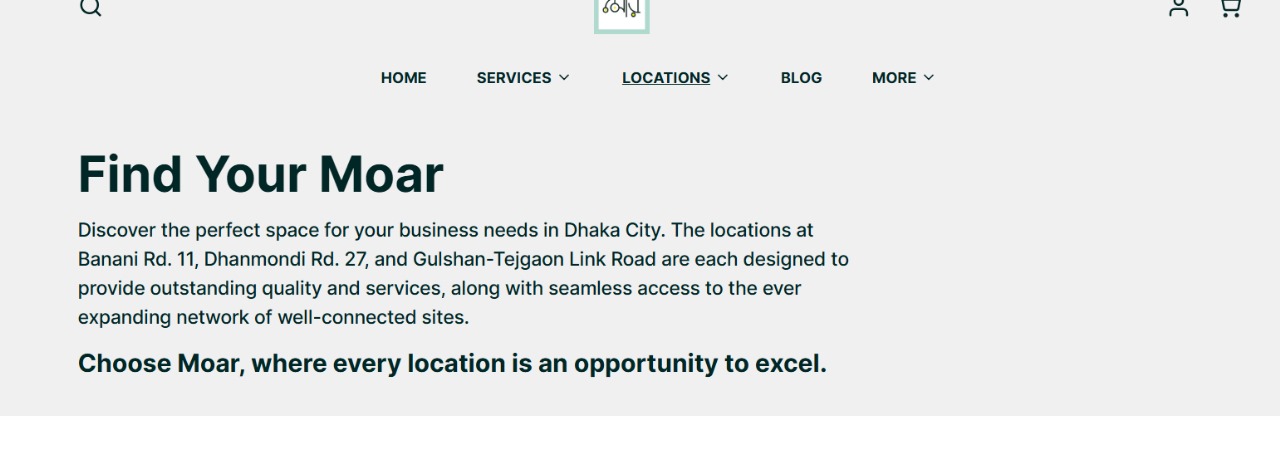 HOME SERVICES LOCATIONS BLOG MORE
Find Your Moar
Discover the perfect space for your business needs in Dhaka City. The locations at
Banani Rd. 11, Dhanmondi Rd. 27, and Gulshan-Tejgaon Link Road are each designed to
provide outstanding quality and services, along with seamless access to the ever
expanding network of well-connected sites.
Choose Moar, where every location is an opportunity to excel.